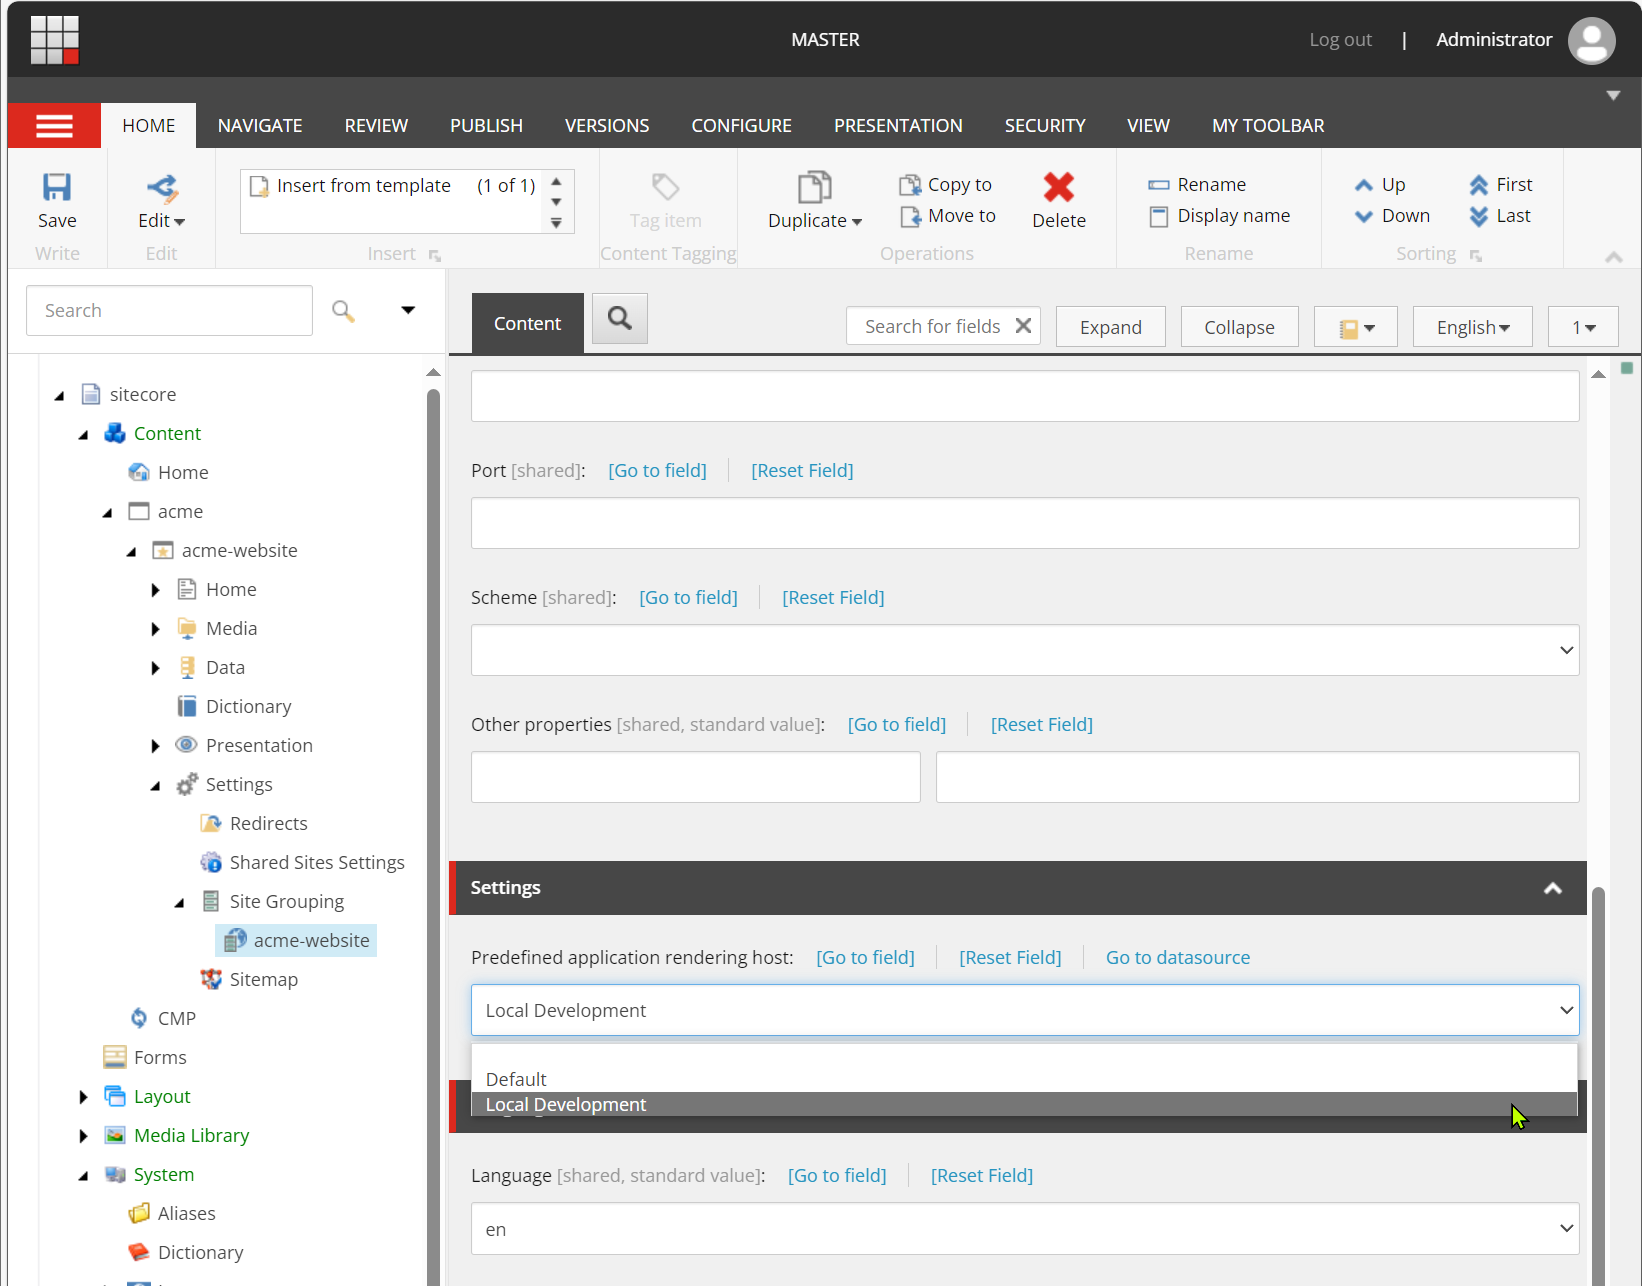 MASTER
Log out | Administrator
HOME NAVIGATE REVIEW PUBLISH VERSIONS CONFIGURE PRESENTATION SECURITY VIEW MY TOOLBAR
Save
Write
Edit
Edit
Insert from template (1 of 1)
Insert
Tag item
Content Tagging
Duplicate
Copy to
Move to
Delete
Operations
Rename
Display name
Rename
Up
Down
First
Last
Sorting
Search
Content
Search for fields
Expand
Collapse
English
1
sitecore
Content
Home
acme
acme-website
Home
Media
Data
Dictionary
Presentation
Settings
Redirects
Shared Sites Settings
Site Grouping
acme-website
Sitemap
CMP
Forms
Layout
Media Library
System
Aliases
Dictionary
Port [shared]: [Go to field] [Reset Field]
Scheme [shared]: [Go to field] [Reset Field]
Other properties [shared, standard value]: [Go to field] [Reset Field]
Settings
Predefined application rendering host: [Go to field] [Reset Field] Go to datasource
Local Development
Default
Local Development
Language [shared, standard value]: [Go to field] [Reset Field]
en